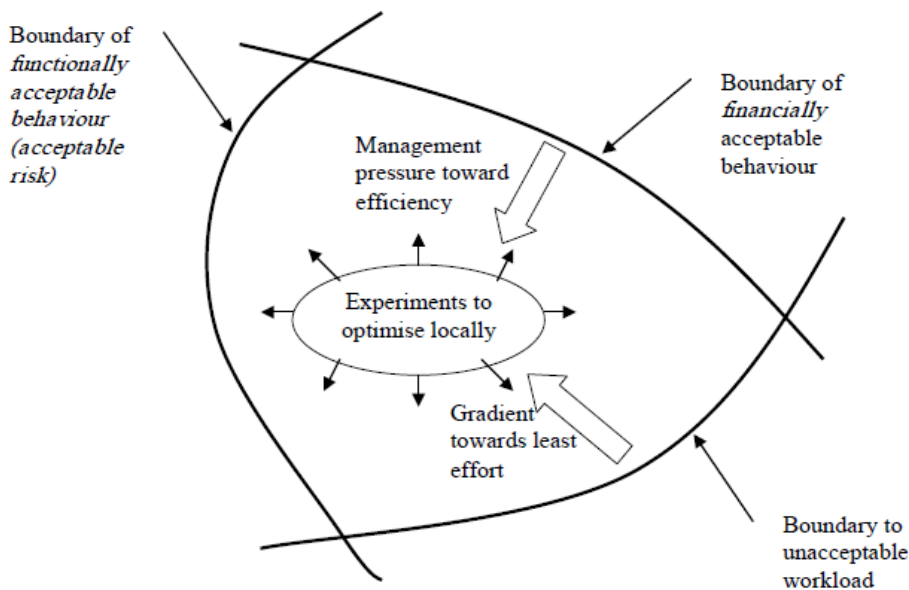 Boundary of
functionally
acceptable
behaviour
(acceptable
risk)
Boundary of
financially
acceptable
behaviour
Management
pressure toward
efficiency
Experiments to
optimise locally
Gradient
towards least
effort
Boundary to
unacceptable
workload